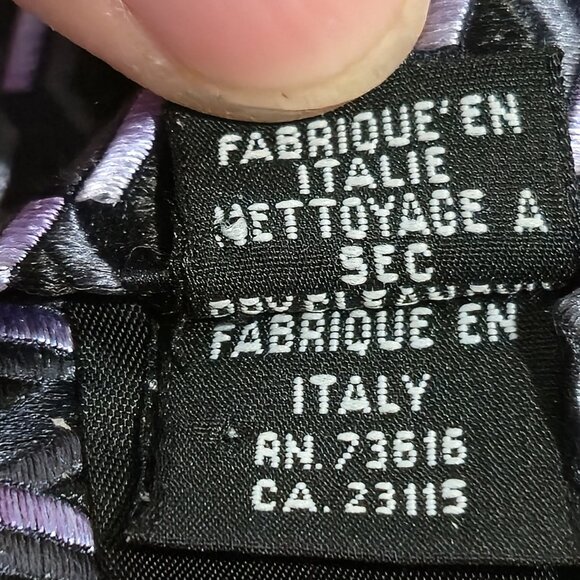 FABRIQUE' EN
ITALIE
NETTOYAGE A
SEC
FABRIQUE EN
ITALY
RN. 73616
CA. 23115